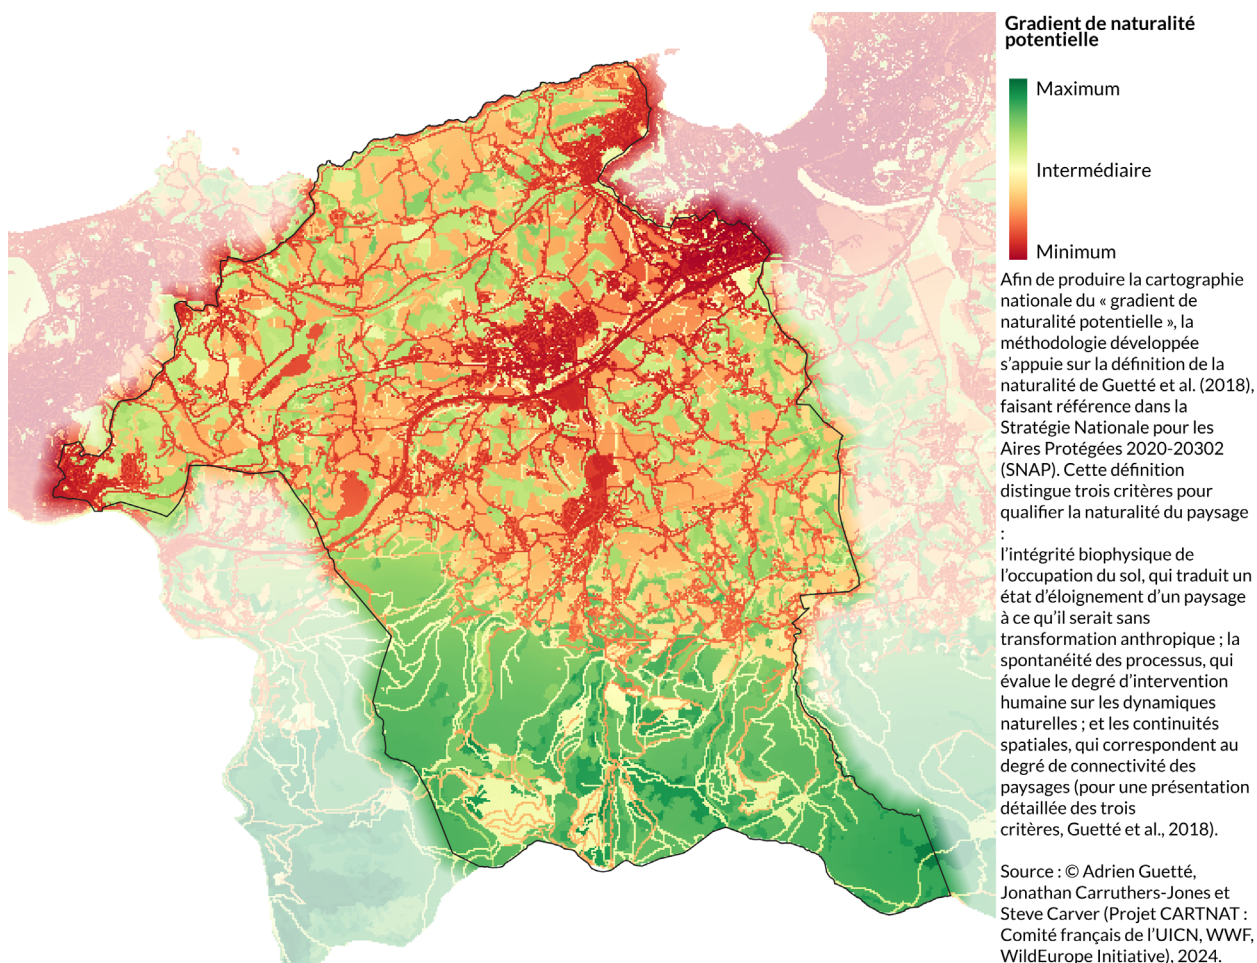 Gradient de naturalité
potentielle
Maximum
Intermédiaire
Minimum
Afin de produire la cartographie
nationale du « gradient de
naturalité potentielle », la
méthodologie développée
s'appuie sur la définition de la
naturalité de Guetté et al. (2018),
faisant référence dans la
Stratégie Nationale pour les
Aires Protégées 2020-20302
(SNAP). Cette définition
distingue trois critères pour
qualifier la naturalité du paysage
:
l'intégrité biophysique de
l'occupation du sol, qui traduit un
état d'éloignement d'un paysage
à ce qu'il serait sans
transformation anthropique ; la
spontanéité des processus, qui
évalue le degré d'intervention
humaine sur les dynamiques
naturelles ; et les continuités
spatiales, qui correspondent au
degré de connectivité des
paysages (pour une présentation
détaillée des trois
critères, Guetté et al., 2018).
Source : © Adrien Guetté,
Jonathan Carruthers-Jones et
Steve Carver (Projet CARTNAT :
Comité français de l'UICN, WWF,
WildEurope Initiative), 2024.